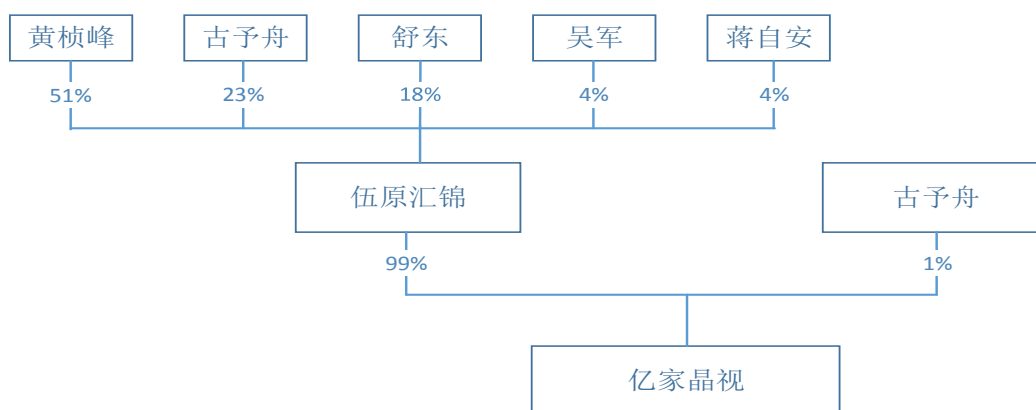 黄桢峰 古予舟 舒东 吴军 蒋自安
51% 23% 18% 4% 4%
伍原汇锦 古予舟
99% 1%
亿家晶视